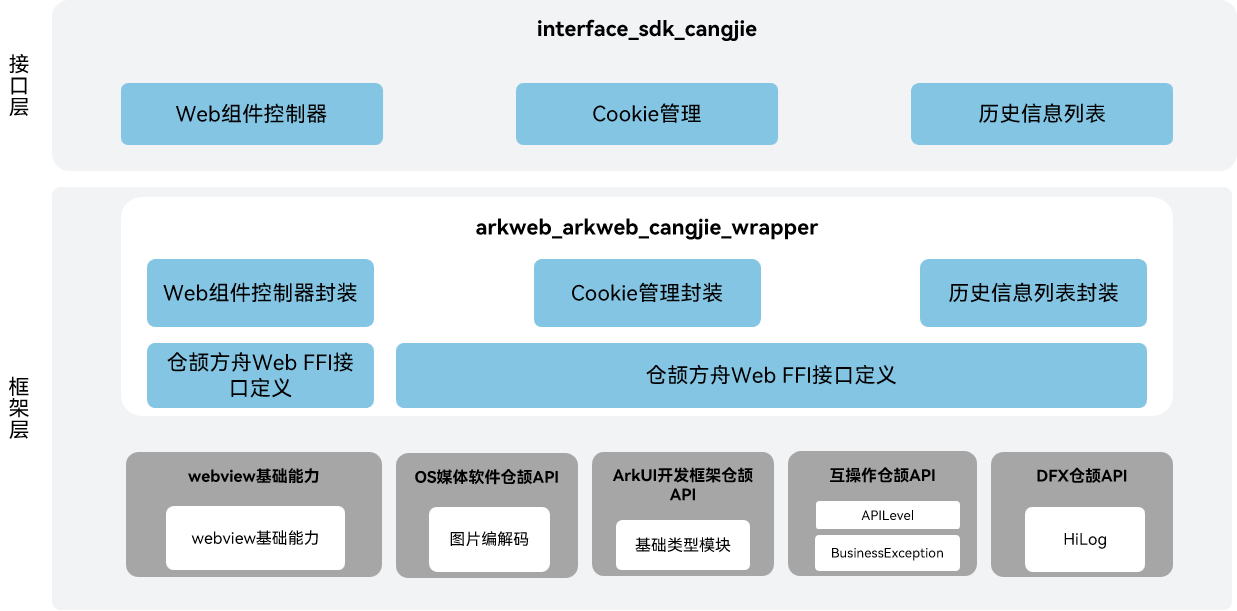 接口层
interface_sdk_cangjie
Web组件控制器
Cookie管理
历史信息列表
框架层
arkweb_arkweb_cangjie_wrapper
Web组件控制器封装
Cookie管理封装
历史信息列表封装
仓颉方舟Web FFI接
口定义
仓颉方舟Web FFI接口定义
webview基础能力
webview基础能力
OS媒体软件仓颉API
图片编解码
ArkUI开发框架仓颉
API
基础类型模块
互操作仓颉API
APILevel
BusinessException
DFX仓颉API
HiLog